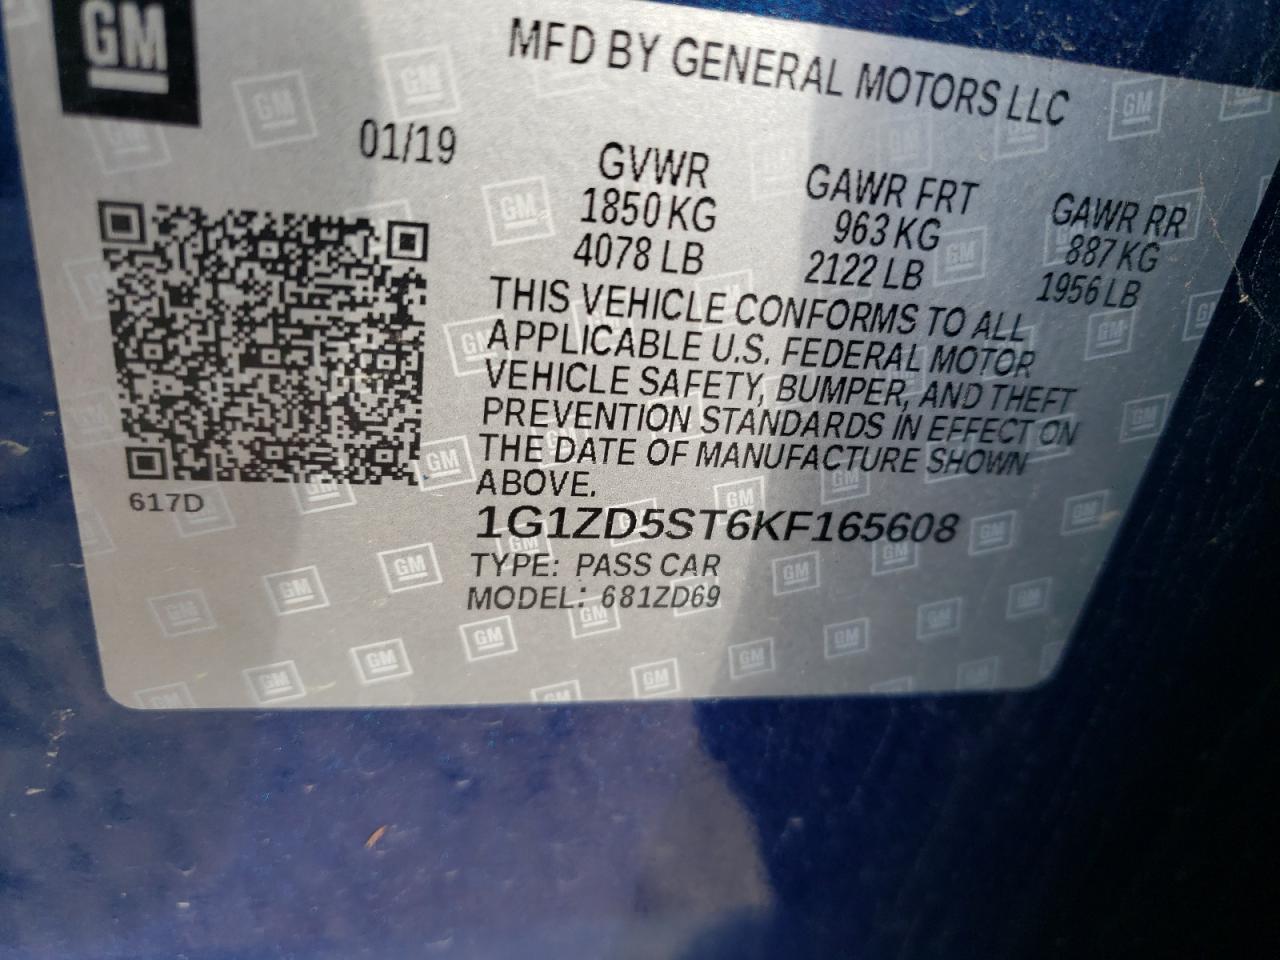 GM
MFD BY GENERAL MOTORS LLC
01/19
GVWR
1850 KG
4078 LB
GAWR FRT
963 KG
2122 LB
GAWR RR
887 KG
1956 LB
THIS VEHICLE CONFORMS TO ALL
APPLICABLE U.S. FEDERAL MOTOR
VEHICLE SAFETY, BUMPER, AND THEFT
PREVENTION STANDARDS IN EFFECT ON
THE DATE OF MANUFACTURE SHOWN
ABOVE.
617D
1G1ZD5ST6KF165608
TYPE: PASS CAR
MODEL: 681ZD69